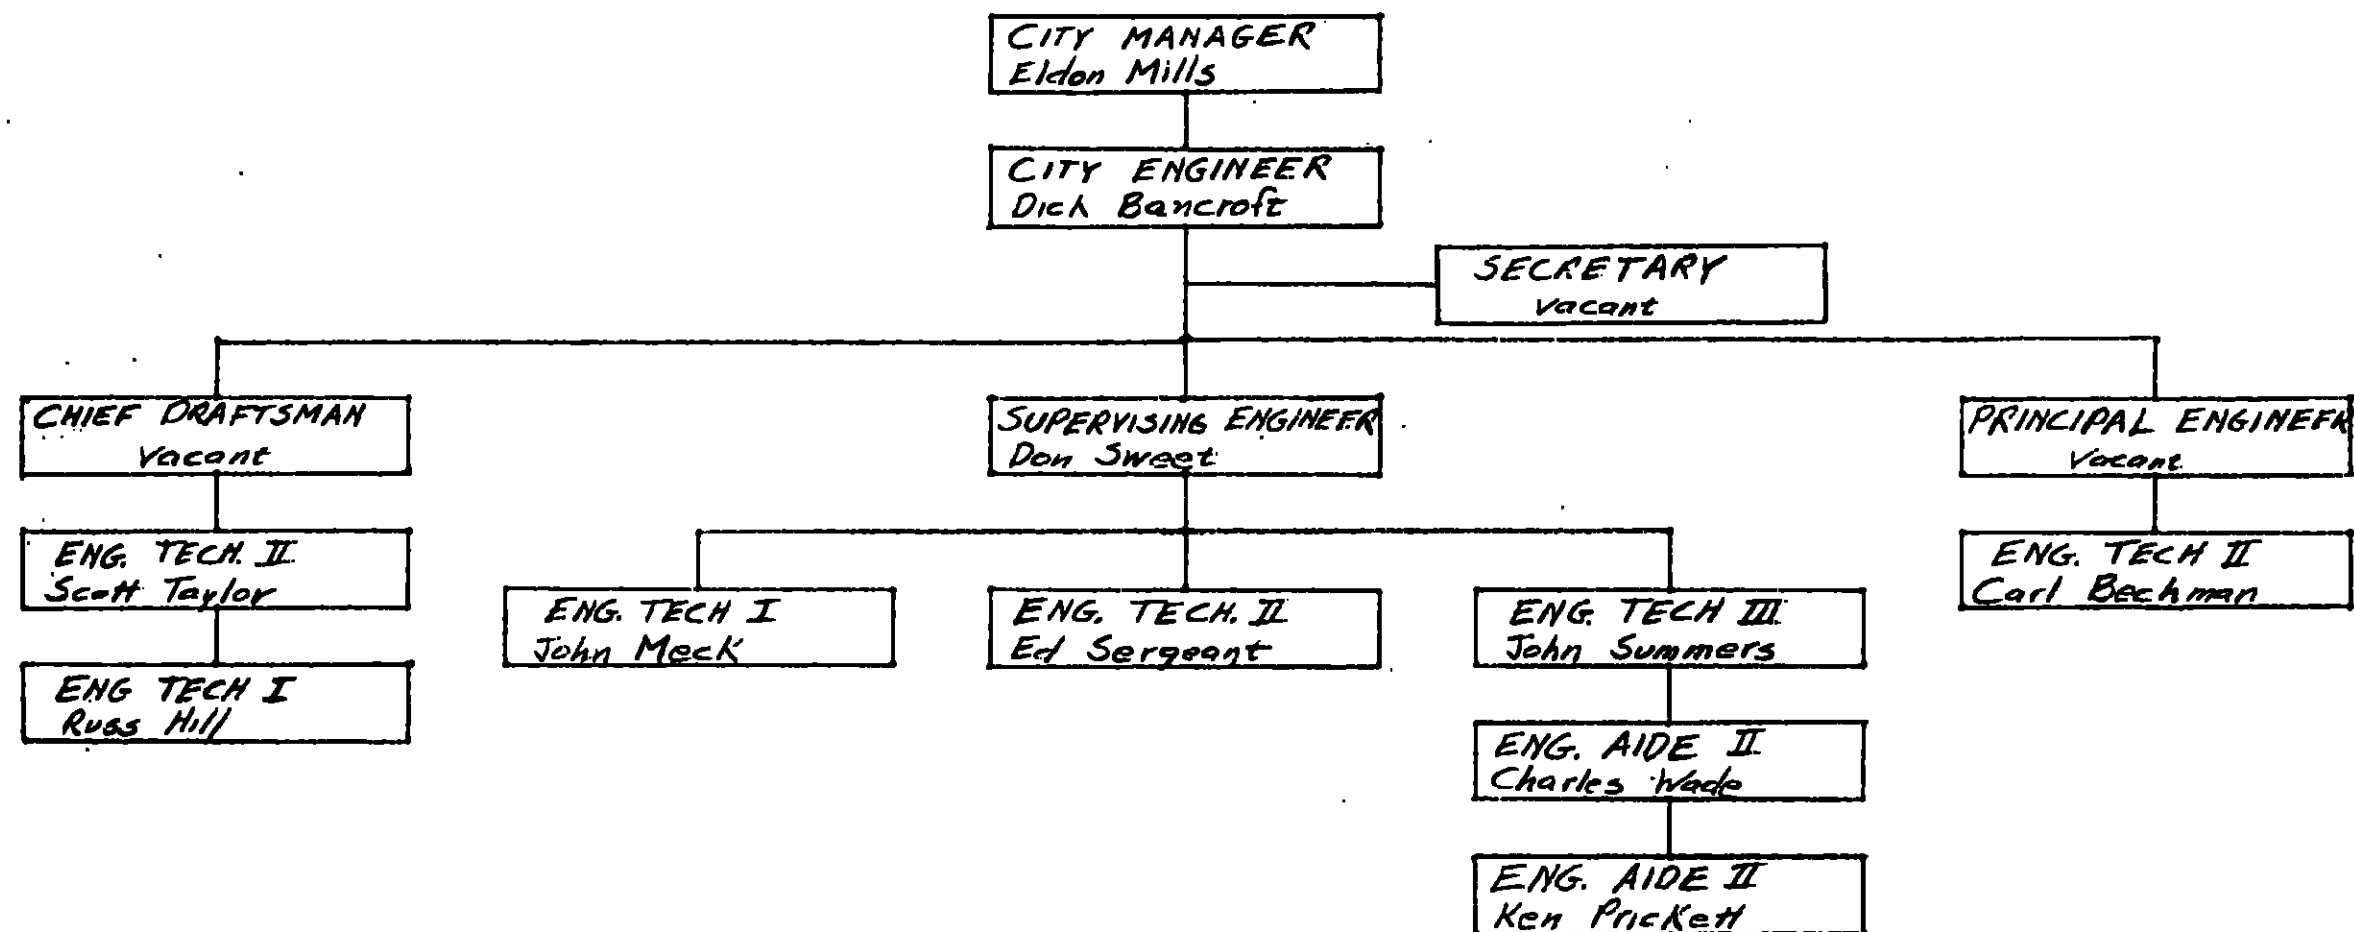 CITY MANAGER
Eldon Mills
CITY ENGINEER
Dick Bancroft
SECRETARY
vacant
CHIEF DRAFTSMAN
vacant
SUPERVISING ENGINEER
Don Sweet
PRINCIPAL ENGINEER
vacant
ENG. TECH. II
Scott Taylor
ENG. TECH II
Carl Bechman
ENG. TECH I
John Meck
ENG. TECH. II
Ed Sergeant
ENG. TECH III
John Summers
ENG TECH I
Russ Hill
ENG. AIDE II
Charles Wade
ENG. AIDE II
Ken Prickett